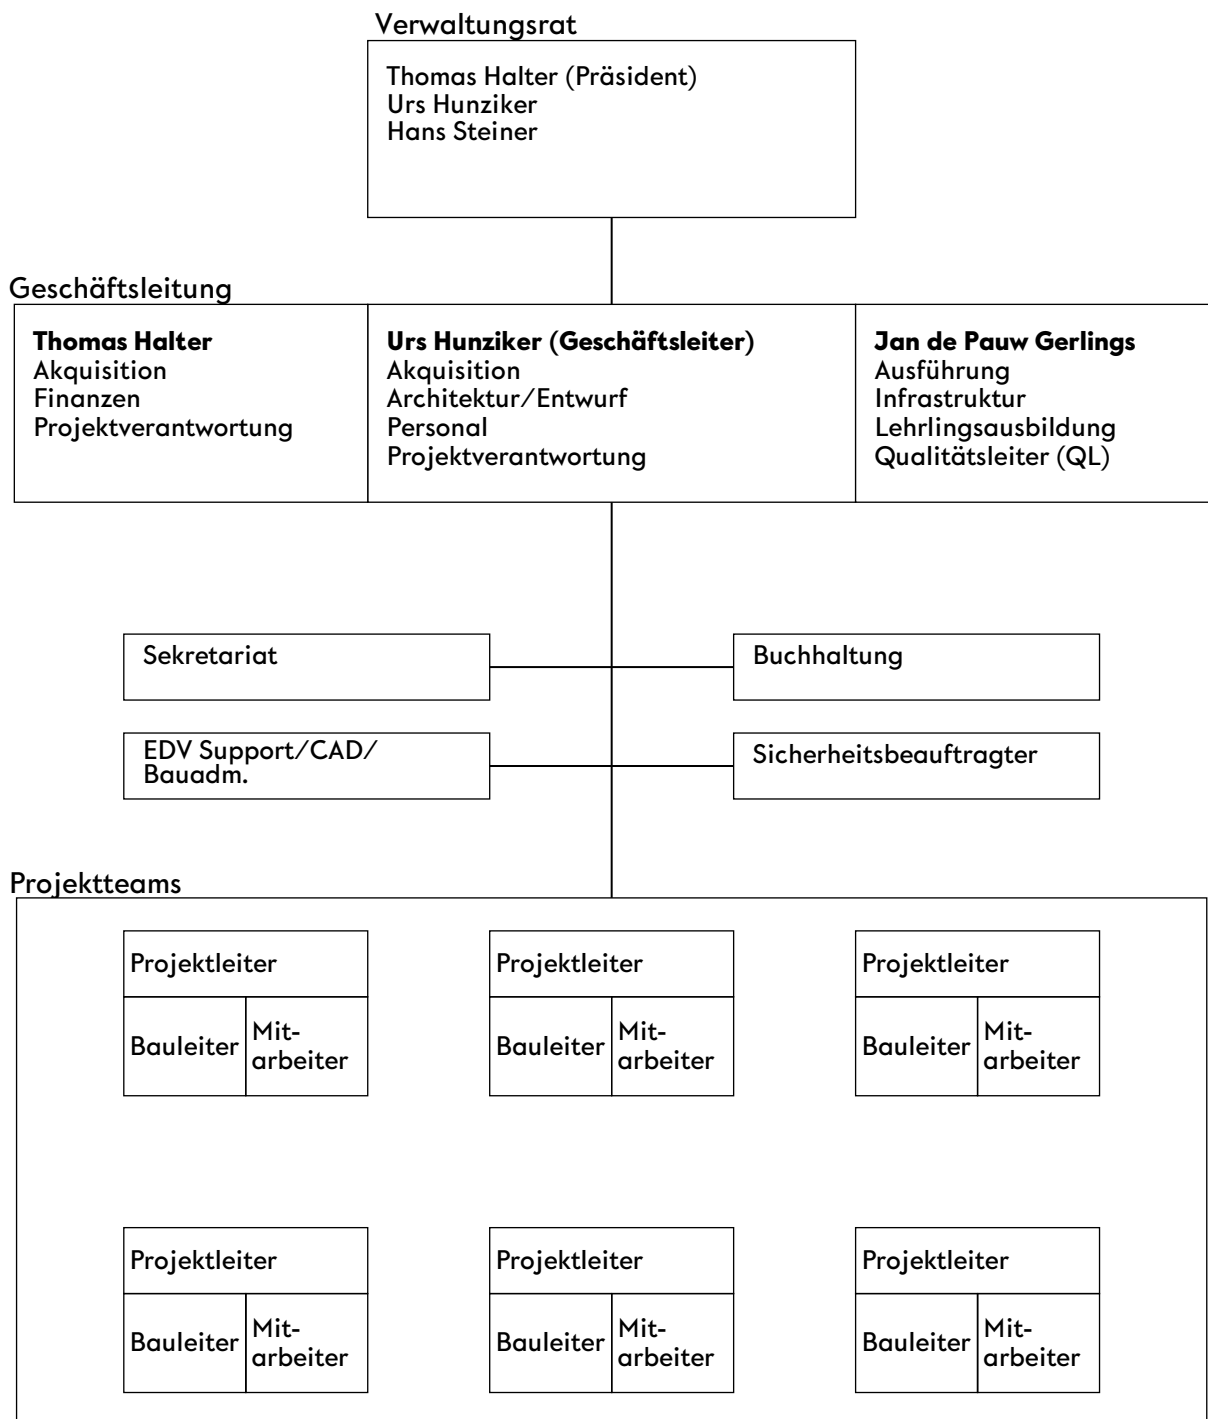 Verwaltungsrat
Thomas Halter (Präsident)
Urs Hunziker
Hans Steiner
Geschäftsleitung
Thomas Halter
Akquisition
Finanzen
Projektverantwortung
Urs Hunziker (Geschäftsleiter)
Akquisition
Architektur/Entwurf
Personal
Projektverantwortung
Jan de Pauw Gerlings
Ausführung
Infrastruktur
Lehrlingsausbildung
Qualitätsleiter (QL)
Sekretariat
Buchhaltung
EDV Support/CAD/
Bauadm.
Sicherheitsbeauftragter
Projektteams
Projektleiter
Bauleiter
Mit-
arbeiter
Projektleiter
Bauleiter
Mit-
arbeiter
Projektleiter
Bauleiter
Mit-
arbeiter
Projektleiter
Bauleiter
Mit-
arbeiter
Projektleiter
Bauleiter
Mit-
arbeiter
Projektleiter
Bauleiter
Mit-
arbeiter